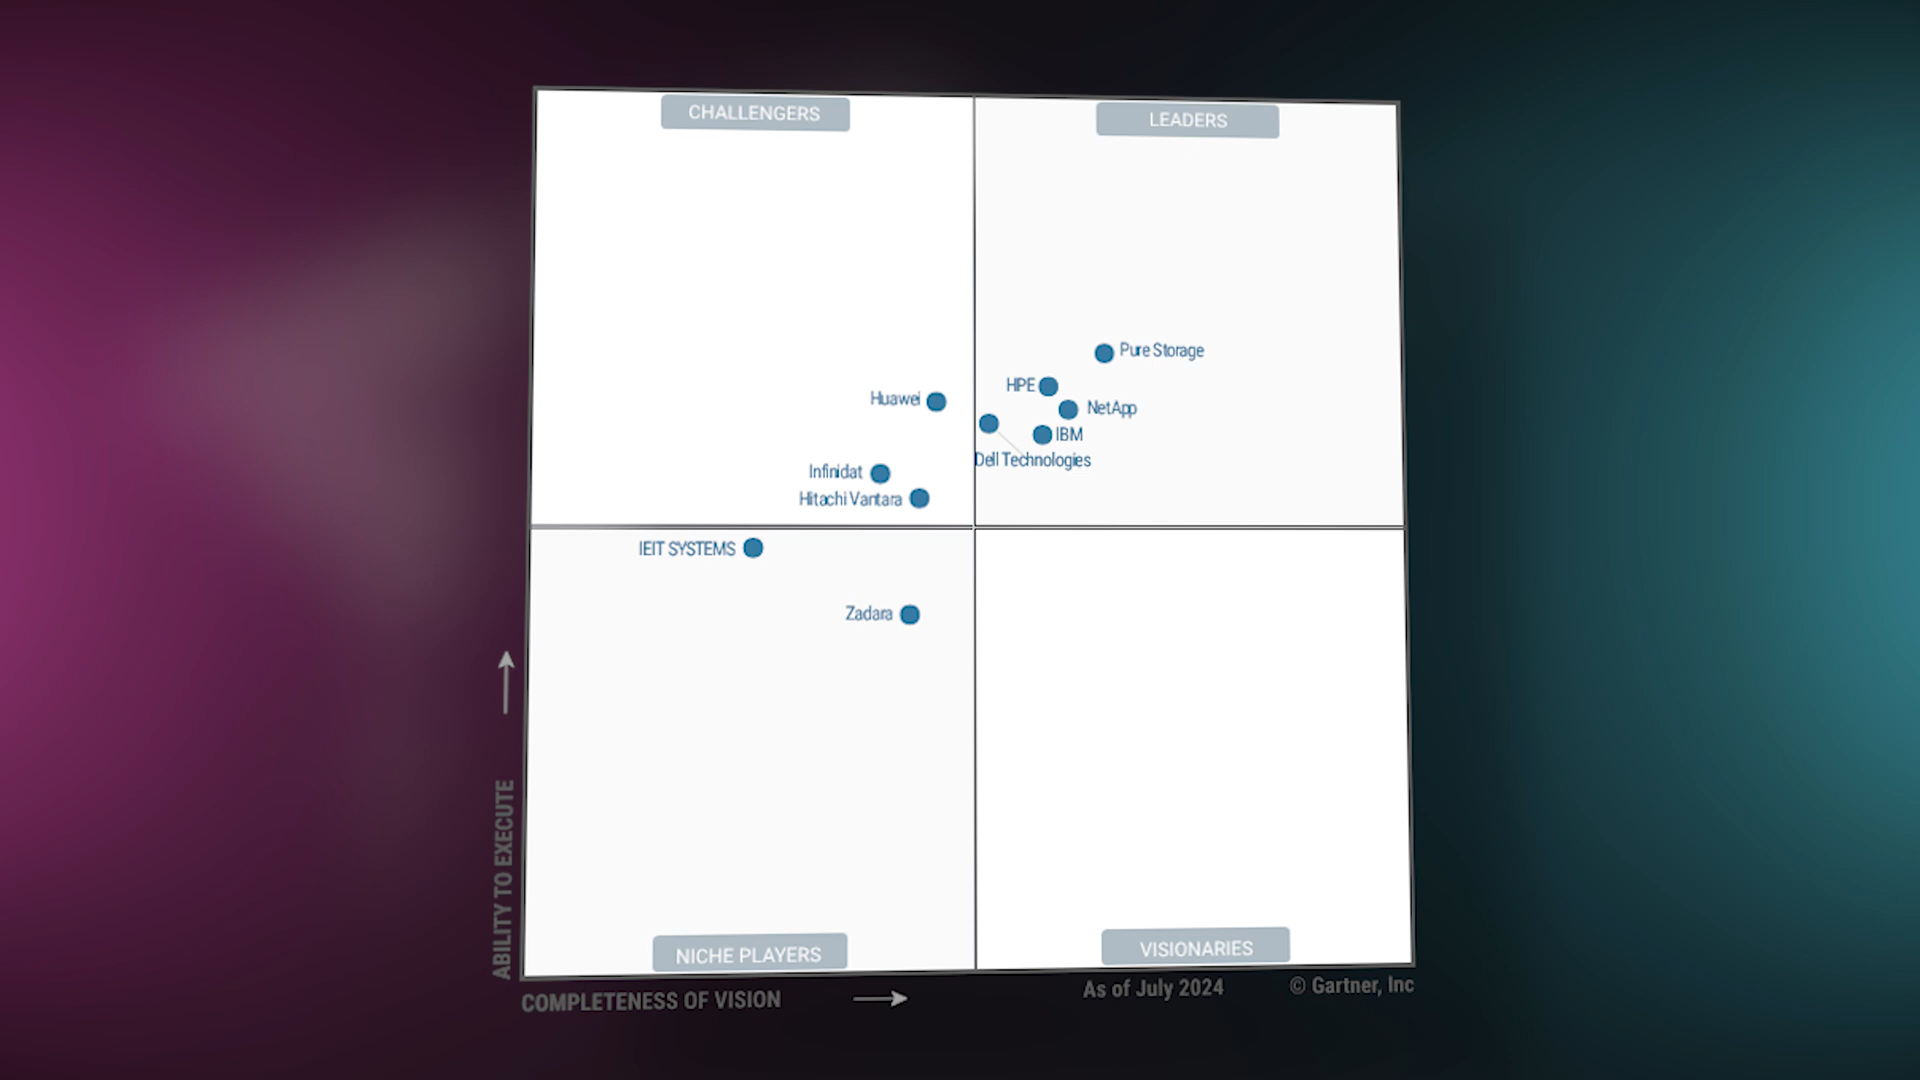 CHALLENGERS
LEADERS
Pure Storage
HPE
Huawei
NetApp
IBM
Dell Technologies
Infinidat
Hitachi Vantara
IEIT SYSTEMS
Zadara
ABILITY TO EXECUTE
NICHE PLAYERS
VISIONARIES
COMPLETENESS OF VISION
As of July 2024
© Gartner, Inc